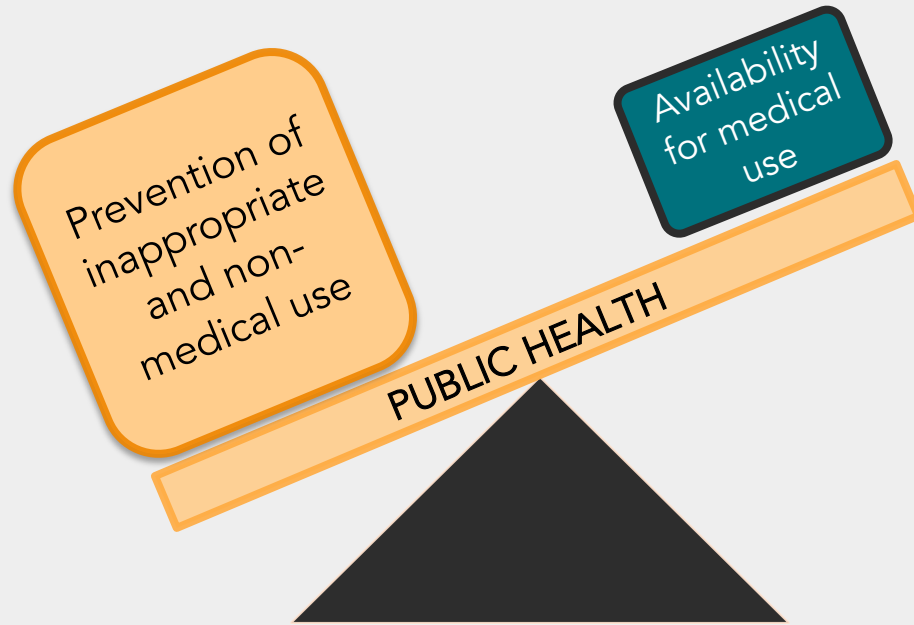 Prevention of
inappropriate
and non-
medical use
Availability
for medical
use
PUBLIC HEALTH